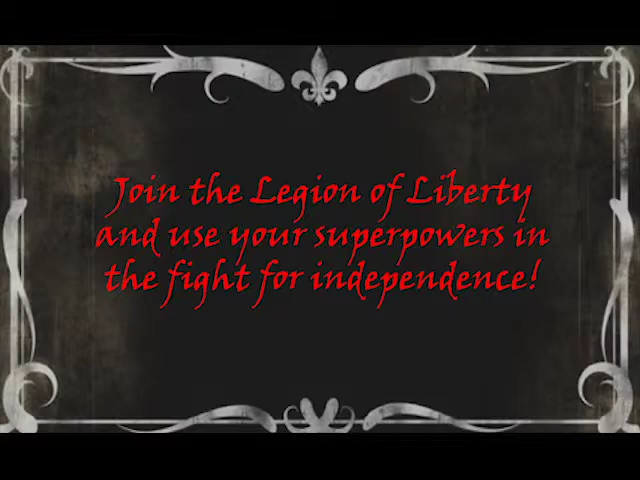 Join the Legion of Liberty
and use your superpowers in
the fight for independence!